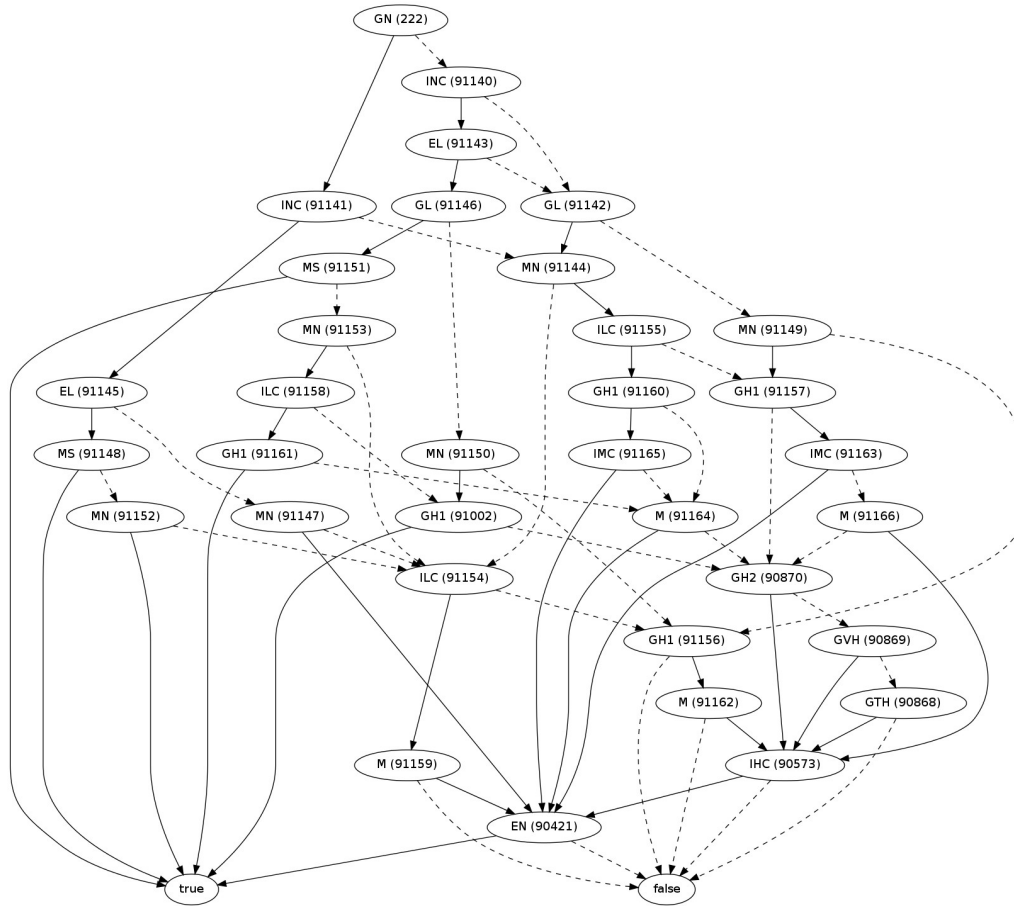 GN (222)
INC (91140)
EL (91143)
INC (91141)
GL (91146)
GL (91142)
MS (91151)
MN (91144)
MN (91153)
ILC (91155)
MN (91149)
EL (91145)
ILC (91158)
GH1 (91160)
GH1 (91157)
MS (91148)
GH1 (91161)
MN (91150)
IMC (91165)
IMC (91163)
MN (91152)
MN (91147)
GH1 (91002)
M (91164)
M (91166)
ILC (91154)
GH2 (90870)
GH1 (91156)
GVH (90869)
M (91162)
GTH (90868)
M (91159)
IHC (90573)
EN (90421)
true
false